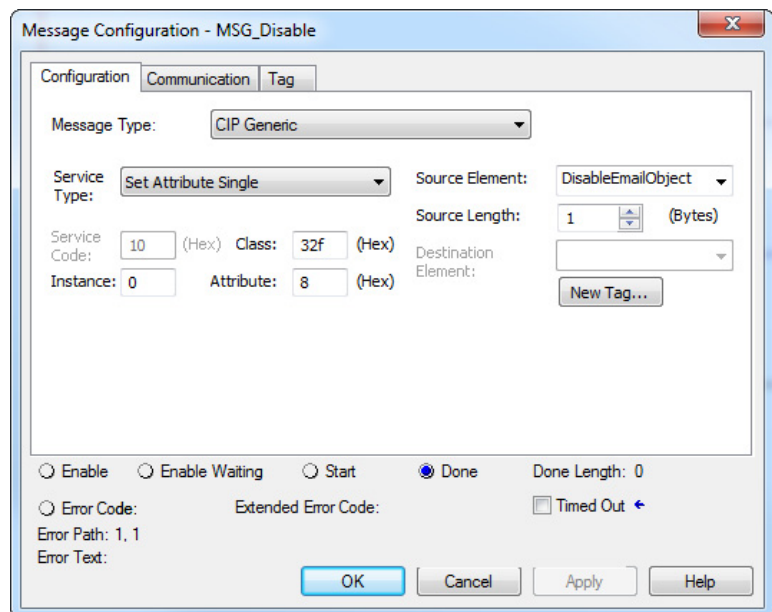 Message Configuration - MSG_Disable
Configuration Communication Tag
Message Type: CIP Generic
Service Type: Set Attribute Single
Source Element: DisableEmailObject
Source Length: 1 (Bytes)
Service Code: 10 (Hex) Class: 32f (Hex)
Destination Element:
Instance: 0 Attribute: 8 (Hex)
New Tag...
Enable Enable Waiting Start Done Done Length: 0
Error Code: Extended Error Code: Timed Out
Error Path: 1, 1
Error Text:
OK Cancel Apply Help